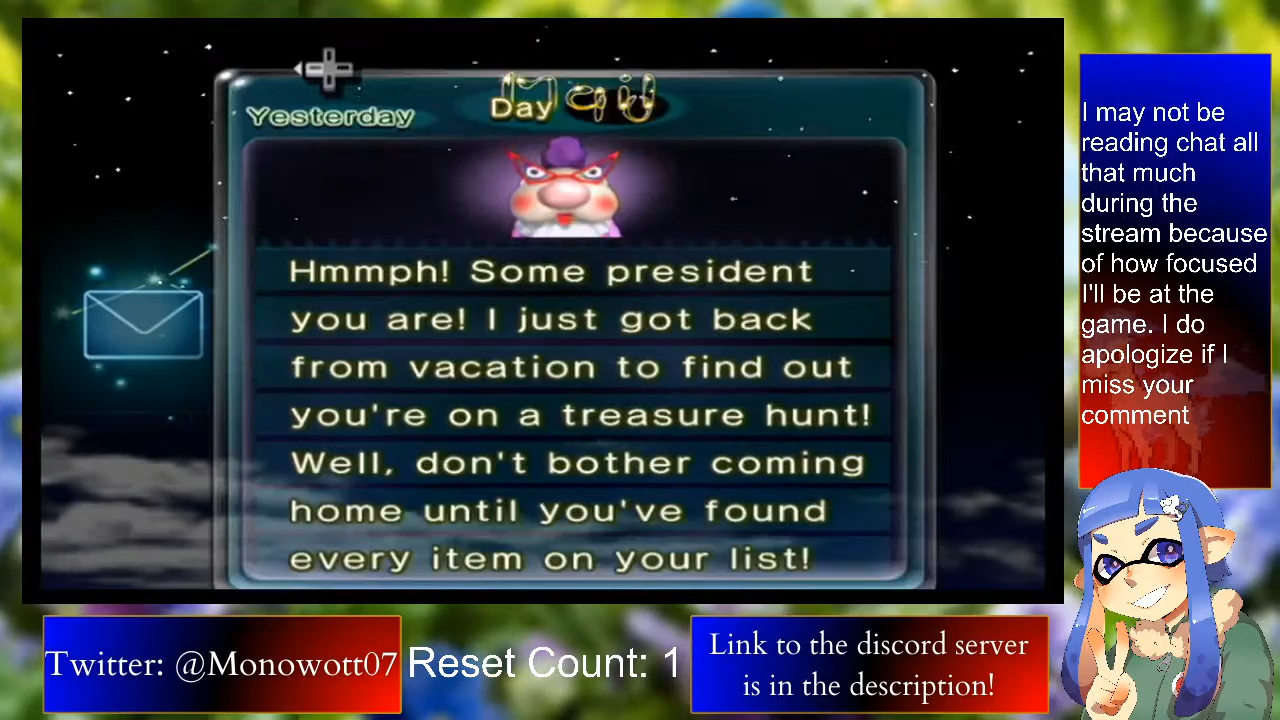 Mail
Yesterday
Day
Hmmph! Some president
you are! I just got back
from vacation to find out
you're on a treasure hunt!
Well, don't bother coming
home until you've found
every item on your list!
I may not be
reading chat all
that much
during the
stream because
of how focused
I'll be at the
game. I do
apologize if I
miss your
comment
Twitter: @Monowott07
Reset Count: 1
Link to the discord server
is in the description!